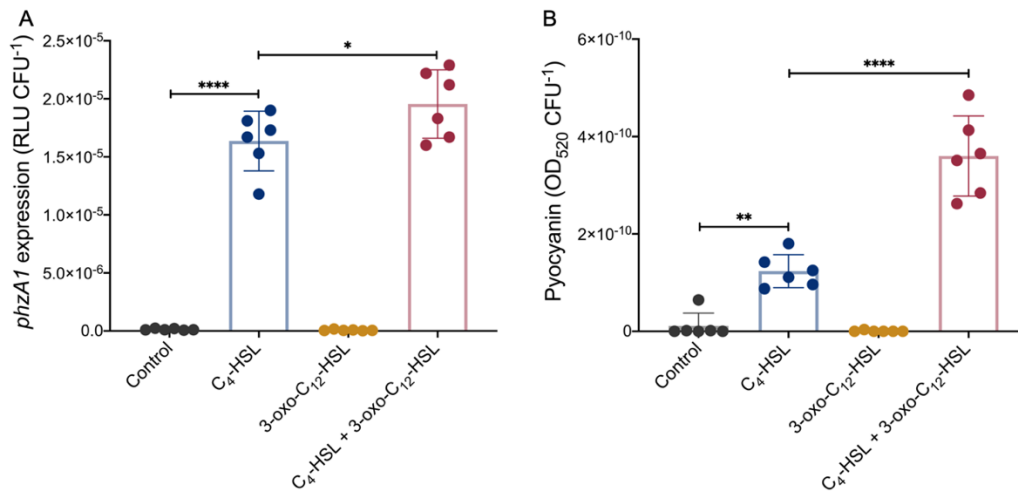 A
phzA1 expression (RLU CFU⁻¹)
2.5×10⁻⁵
2.0×10⁻⁵
1.5×10⁻⁵
1.0×10⁻⁵
5.0×10⁻⁶
0.0
****
*
Control
C₄-HSL
3-oxo-C₁₂-HSL
C₄-HSL + 3-oxo-C₁₂-HSL
B
Pyocyanin (OD₅₂₀ CFU⁻¹)
6×10⁻¹⁰
4×10⁻¹⁰
2×10⁻¹⁰
0
**
****
Control
C₄-HSL
3-oxo-C₁₂-HSL
C₄-HSL + 3-oxo-C₁₂-HSL